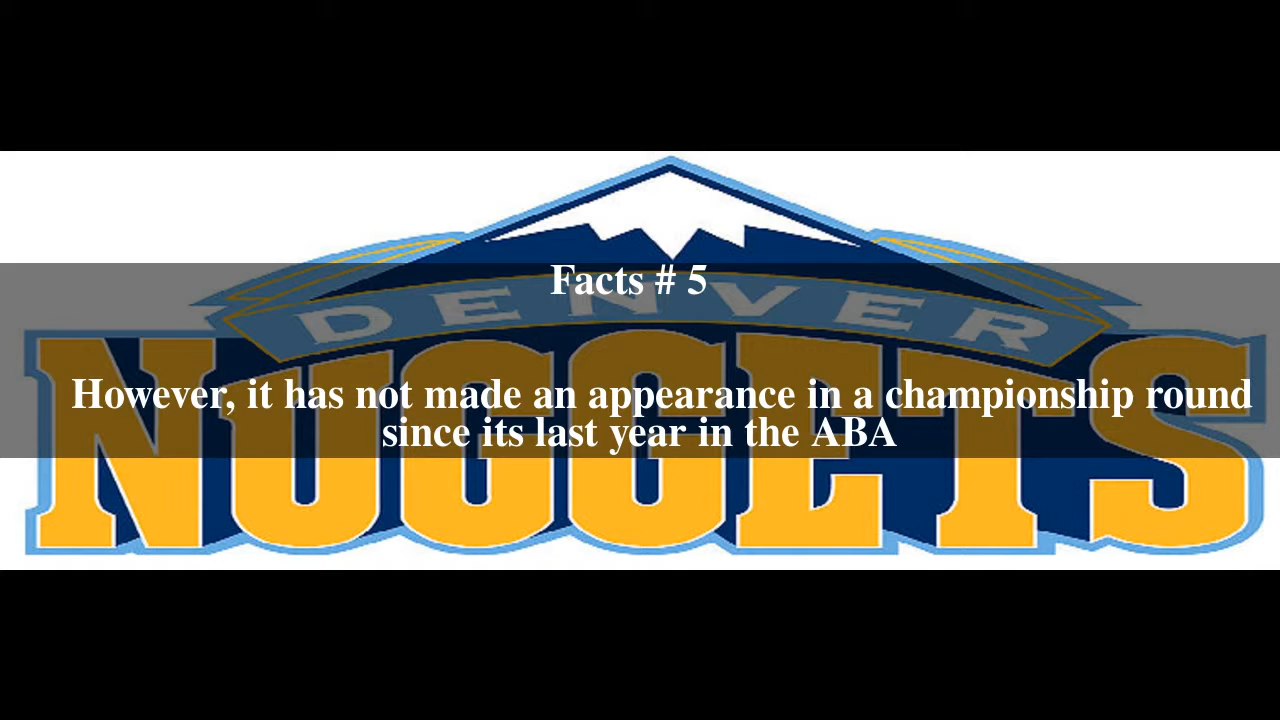 Facts # 5
DENVER
NUGGETS
However, it has not made an appearance in a championship round
since its last year in the ABA